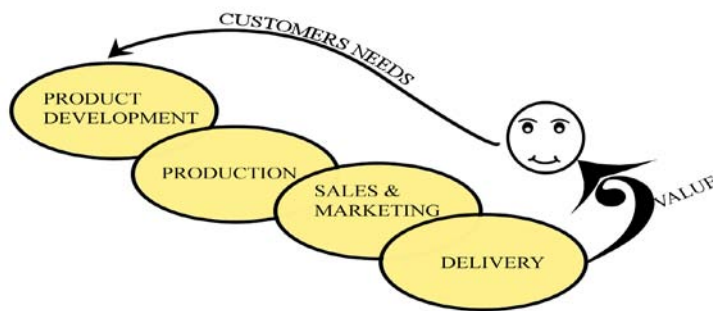 CUSTOMERS NEEDS
PRODUCT
DEVELOPMENT
PRODUCTION
SALES &
MARKETING
DELIVERY
VALUE